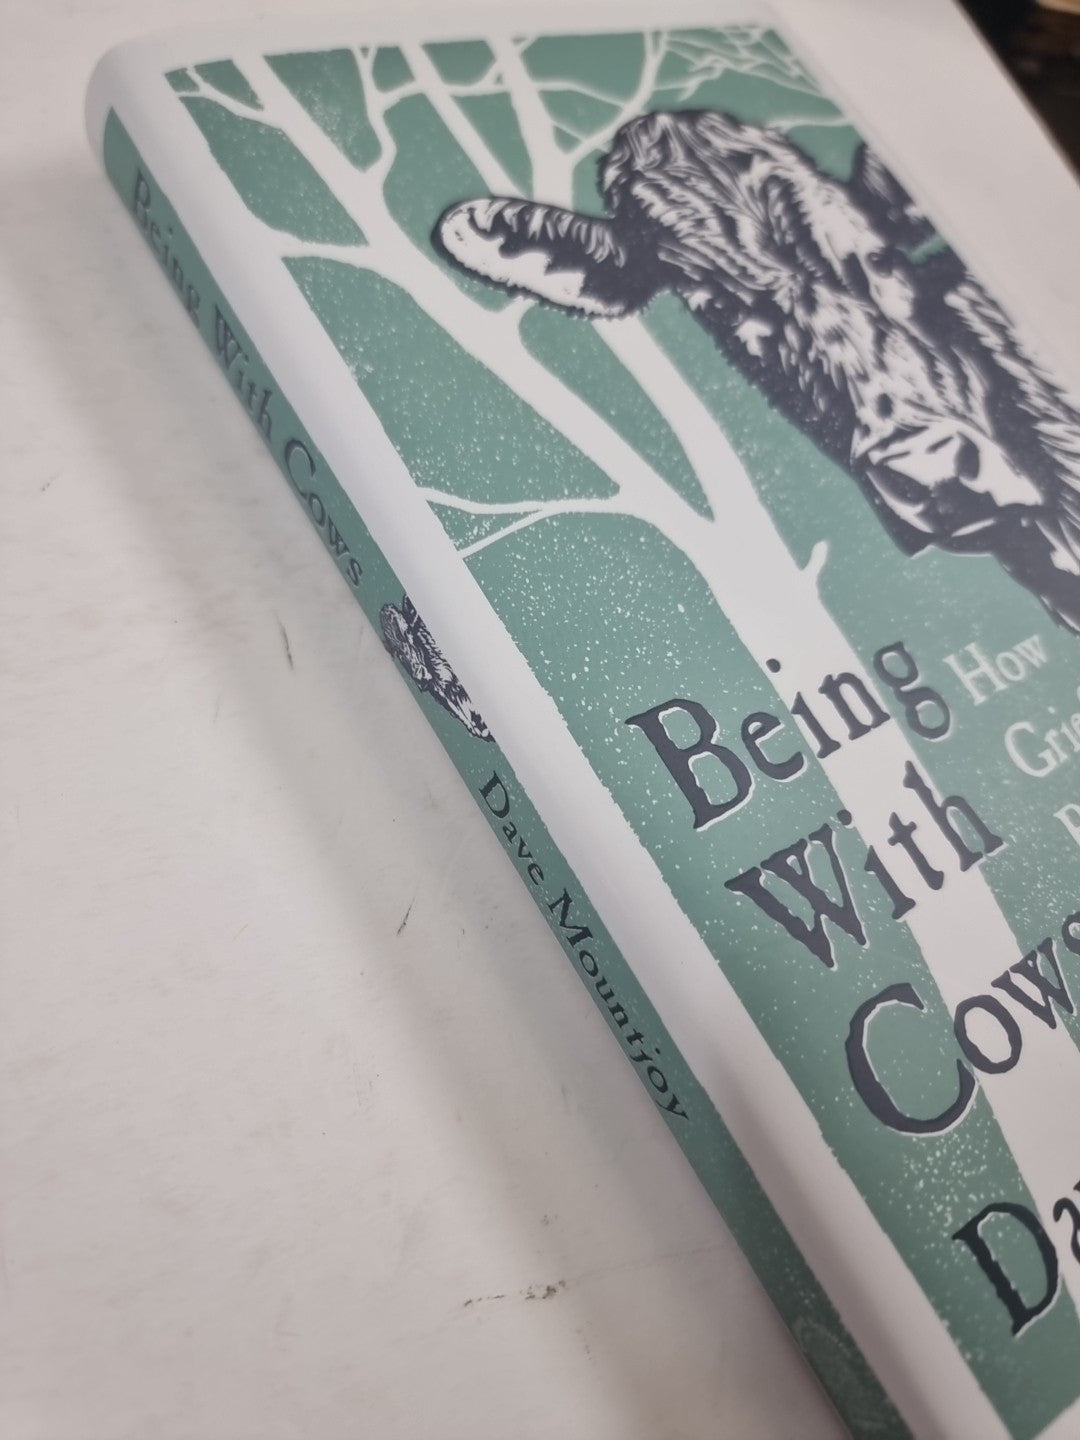 Being With Cows
Dave Mountjoy
Being
With
Cows
How